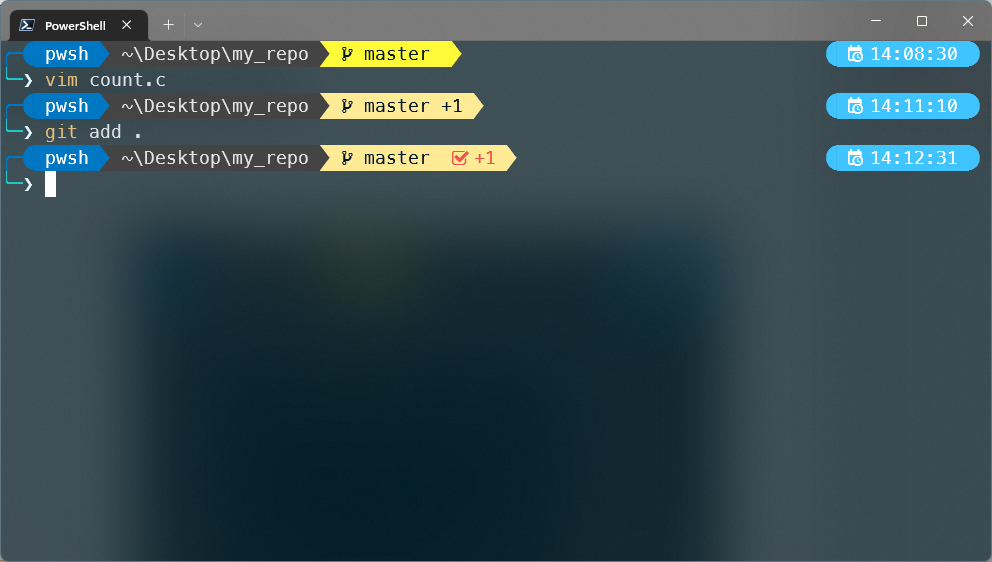 PowerShell
pwsh ~\Desktop\my_repo master 14:08:30
❯ vim count.c
pwsh ~\Desktop\my_repo master +1 14:11:10
❯ git add .
pwsh ~\Desktop\my_repo master +1 14:12:31
❯